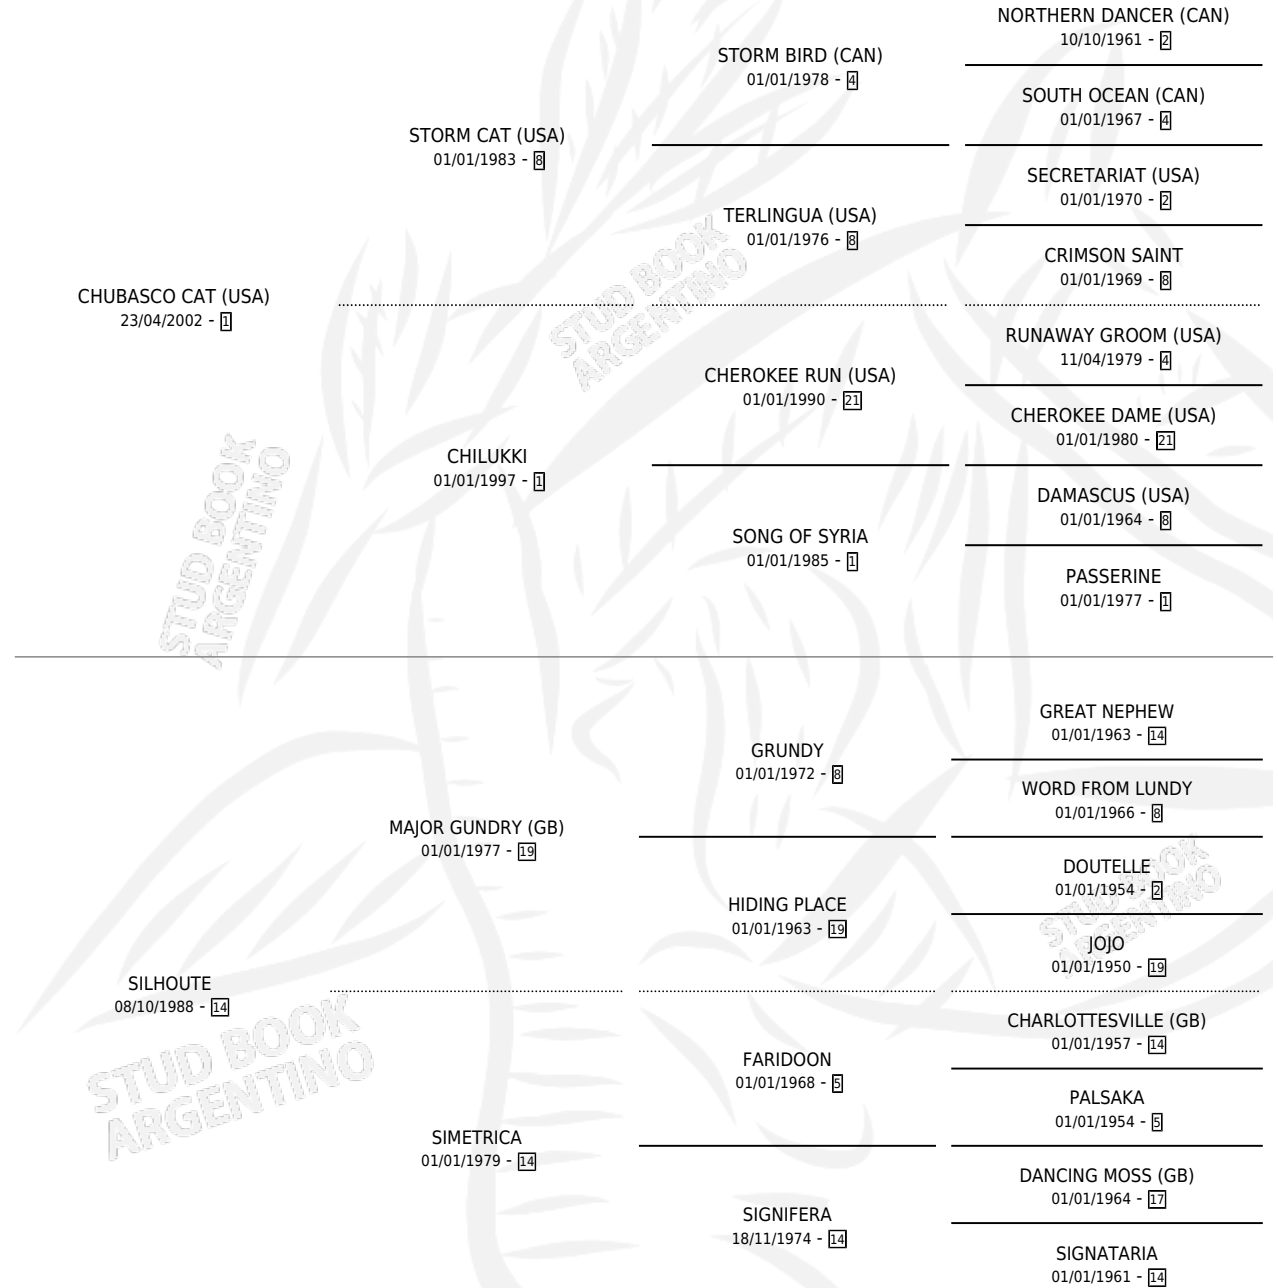 NORTHERN DANCER (CAN)
10/10/1961 - 2
STORM BIRD (CAN)
01/01/1978 - 4
SOUTH OCEAN (CAN)
01/01/1967 - 4
STORM CAT (USA)
01/01/1983 - 8
SECRETARIAT (USA)
01/01/1970 - 2
TERLINGUA (USA)
01/01/1976 - 8
CRIMSON SAINT
01/01/1969 - 8
CHUBASCO CAT (USA)
23/04/2002 - 1
RUNAWAY GROOM (USA)
11/04/1979 - 4
CHEROKEE RUN (USA)
01/01/1990 - 21
CHEROKEE DAME (USA)
01/01/1980 - 21
CHILUKKI
01/01/1997 - 1
DAMASCUS (USA)
01/01/1964 - 8
SONG OF SYRIA
01/01/1985 - 1
PASSERINE
01/01/1977 - 1
GREAT NEPHEW
01/01/1963 - 14
GRUNDY
01/01/1972 - 8
WORD FROM LUNDY
01/01/1966 - 8
MAJOR GUNDRY (GB)
01/01/1977 - 19
DOUTELLE
01/01/1954 - 2
HIDING PLACE
01/01/1963 - 19
JOJO
01/01/1950 - 19
SILHOUTE
08/10/1988 - 14
CHARLOTTESVILLE (GB)
01/01/1957 - 14
FARIDOON
01/01/1968 - 5
PALSAKA
01/01/1954 - 5
SIMETRICA
01/01/1979 - 14
DANCING MOSS (GB)
01/01/1964 - 17
SIGNIFERA
18/11/1974 - 14
SIGNATARIA
01/01/1961 - 14
STUD BOOK
ARGENTINO
STUD BOOK
ARGENTINO
STUD BOOK
ARGENTINO
STUD BOOK
ARGENTINO